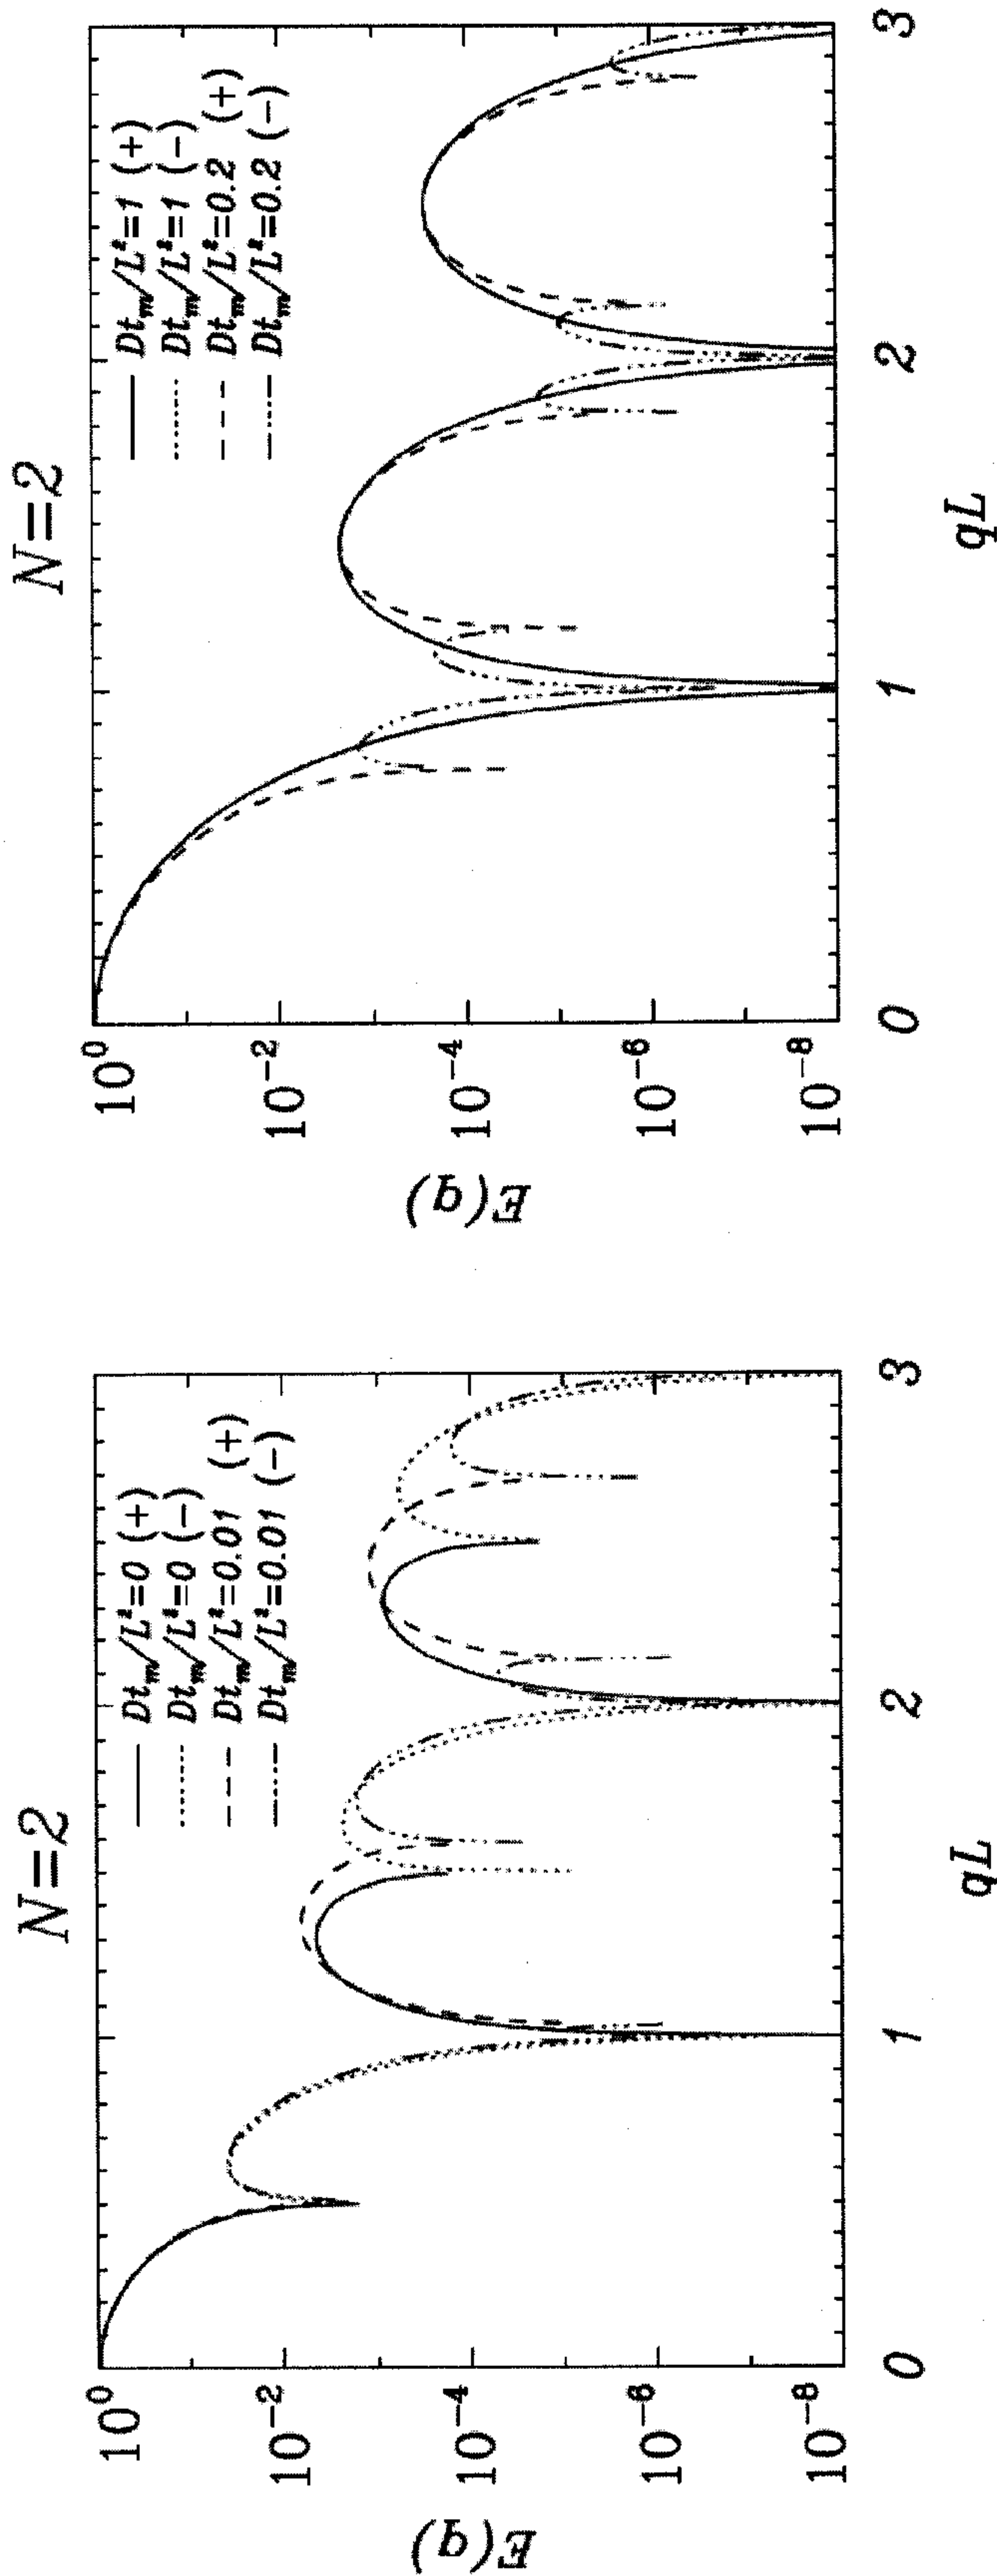 N=2
Dt_m/L²=0 (+)
Dt_m/L²=0 (-)
Dt_m/L²=0.01 (+)
Dt_m/L²=0.01 (-)
10⁰
10⁻²
10⁻⁴
10⁻⁶
10⁻⁸
E(q)
0 1 2 3
qL
N=2
Dt_m/L²=1 (+)
Dt_m/L²=1 (-)
Dt_m/L²=0.2 (+)
Dt_m/L²=0.2 (-)
10⁰
10⁻²
10⁻⁴
10⁻⁶
10⁻⁸
E(q)
0 1 2 3
qL